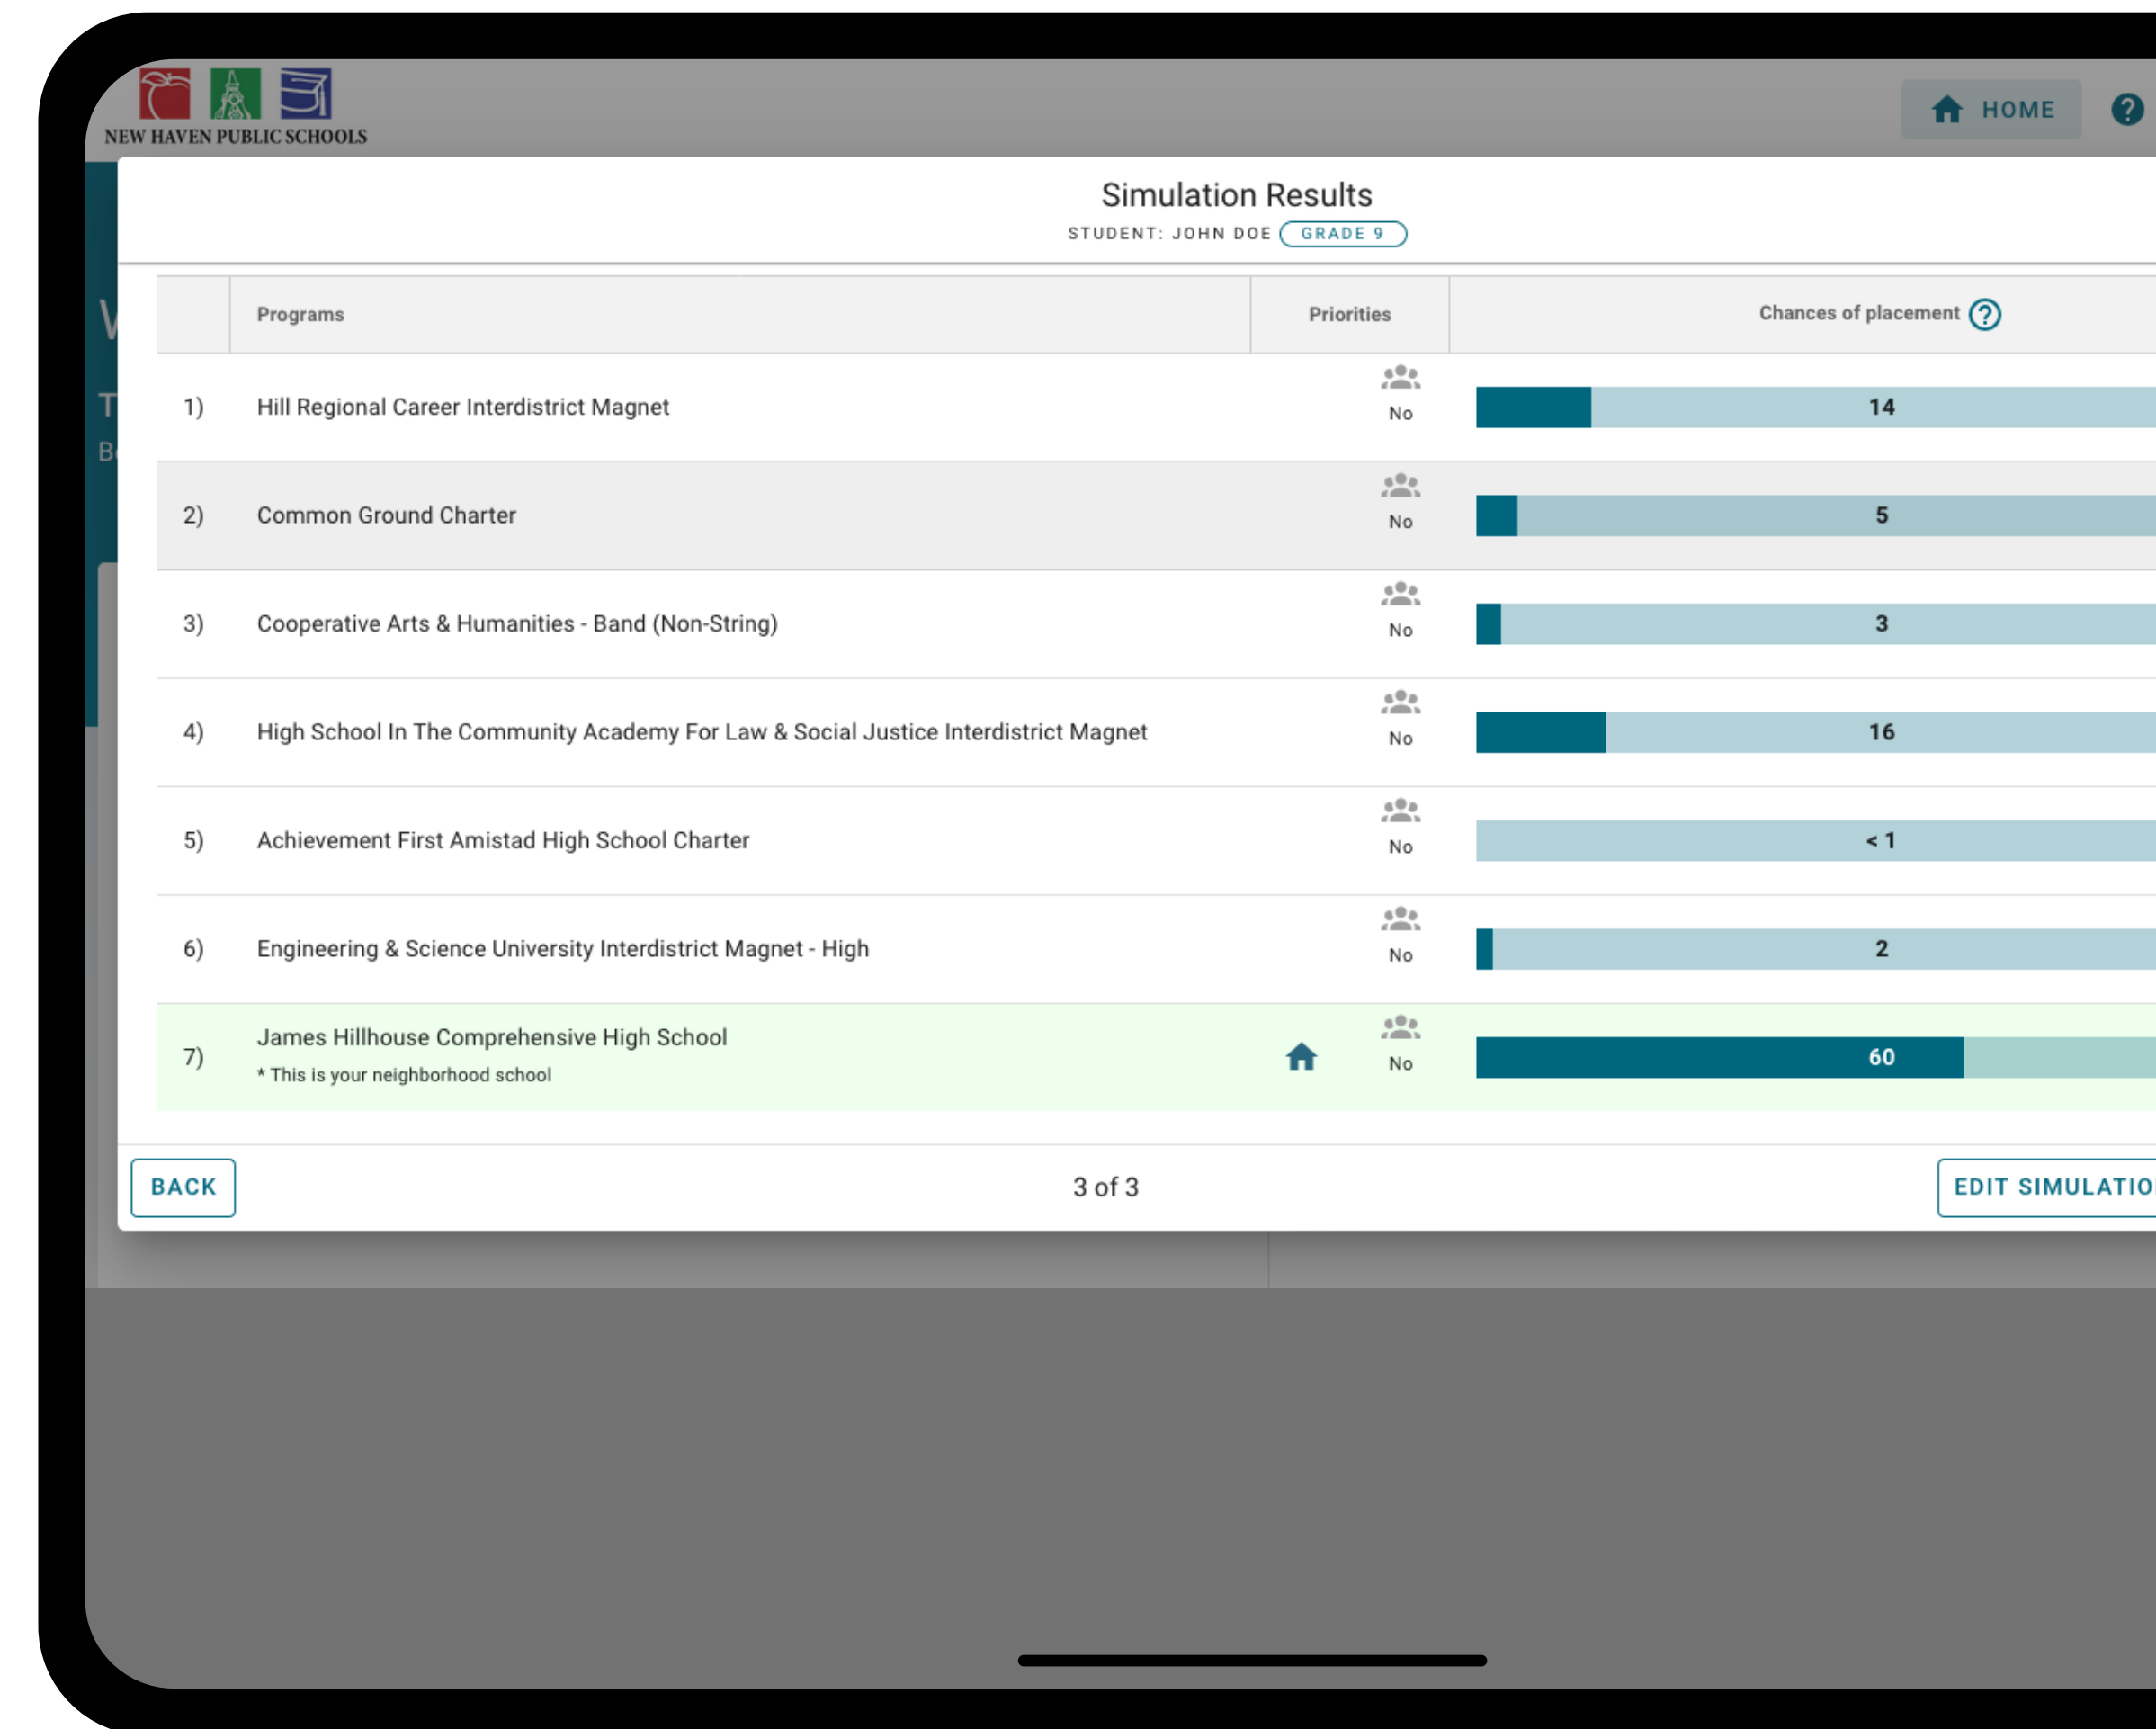 NEW HAVEN PUBLIC SCHOOLS
HOME
?
Simulation Results
STUDENT: JOHN DOE GRADE 9
Programs Priorities Chances of placement ?
1) Hill Regional Career Interdistrict Magnet No 14
2) Common Ground Charter No 5
3) Cooperative Arts & Humanities - Band (Non-String) No 3
4) High School In The Community Academy For Law & Social Justice Interdistrict Magnet No 16
5) Achievement First Amistad High School Charter No < 1
6) Engineering & Science University Interdistrict Magnet - High No 2
7) James Hillhouse Comprehensive High School No 60
* This is your neighborhood school
BACK 3 of 3 EDIT